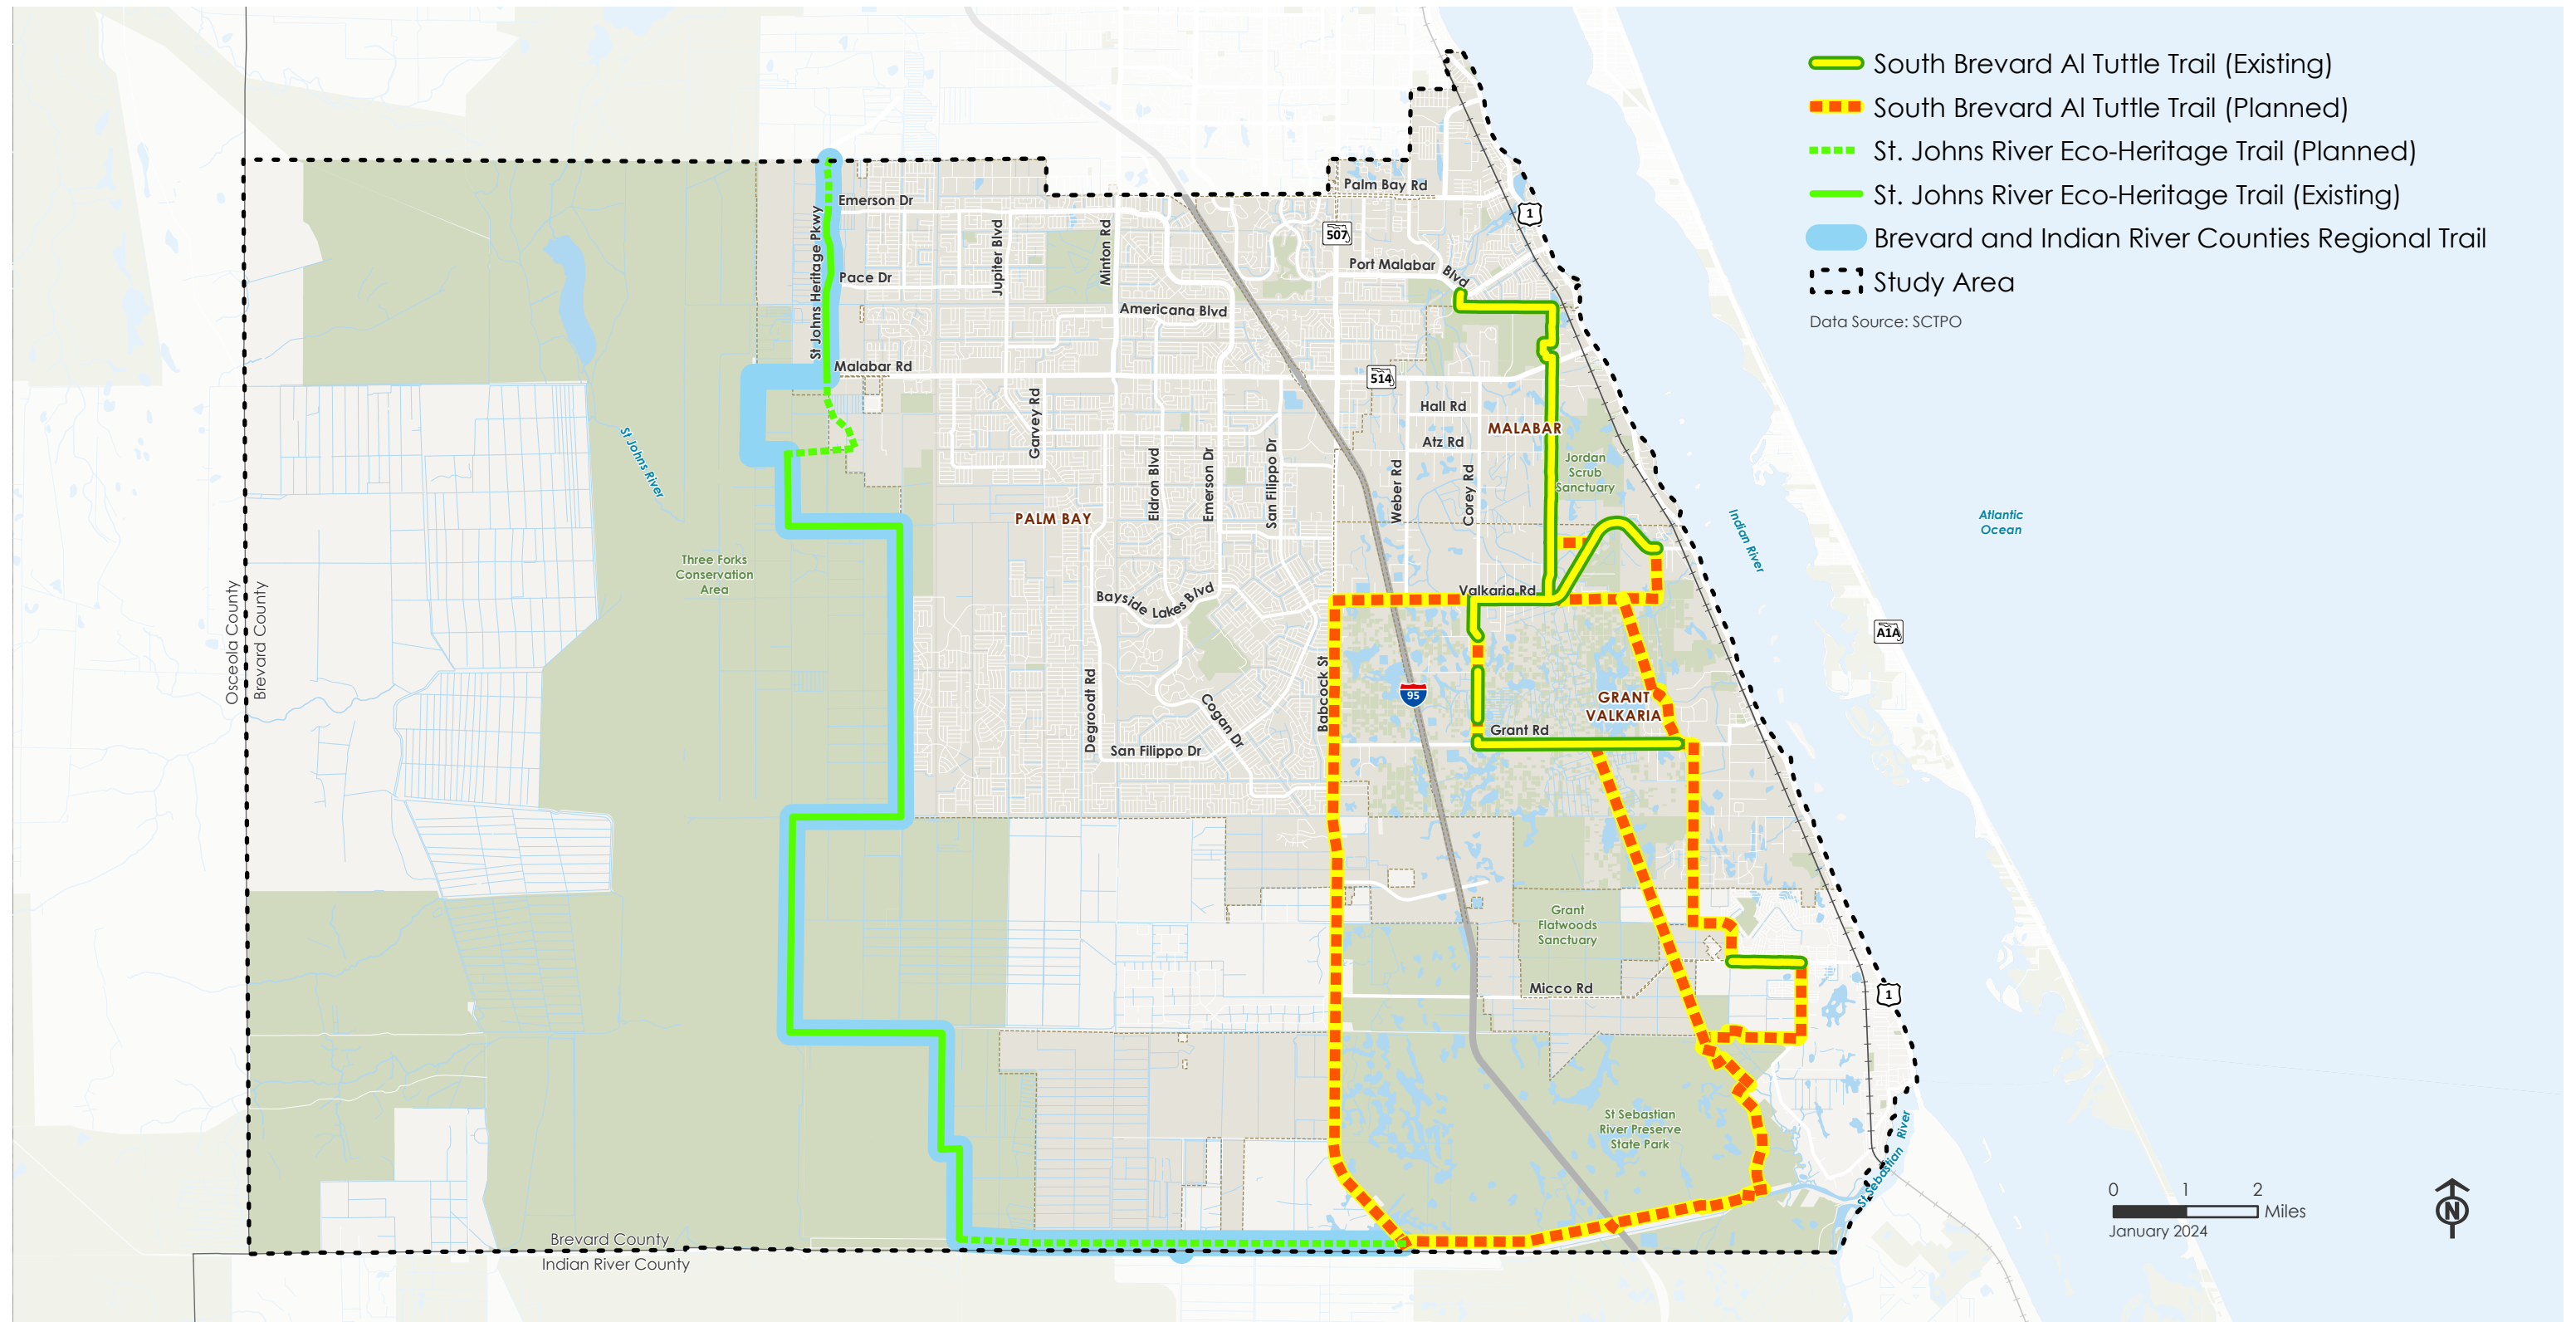 South Brevard Al Tuttle Trail (Existing)
South Brevard Al Tuttle Trail (Planned)
St. Johns River Eco-Heritage Trail (Planned)
St. Johns River Eco-Heritage Trail (Existing)
Brevard and Indian River Counties Regional Trail
Study Area
Data Source: SCTPO
Palm Bay Rd
Emerson Dr
1
507
St Johns Heritage Pkwy
Jupiter Blvd
Minton Rd
Port Malabar Blvd
Pace Dr
Americana Blvd
Malabar Rd
514
Garvey Rd
Hall Rd
MALABAR
Atz Rd
St Johns River
Eldron Blvd
Emerson Dr
San Filippo Dr
Weber Rd
Corey Rd
Jordan
Scrub
Sanctuary
PALM BAY
Indian River
Atlantic
Ocean
Three Forks
Conservation
Area
Osceola County
Brevard County
Bayside Lakes Blvd
Valkaria Rd
A1A
Degroodt Rd
Cogan Dr
Babcock St
95
GRANT
VALKARIA
San Filippo Dr
Grant Rd
Grant
Flatwoods
Sanctuary
Micco Rd
1
St Sebastian
River Preserve
State Park
St Sebastian River
Brevard County
Indian River County
0 1 2
Miles
January 2024
N